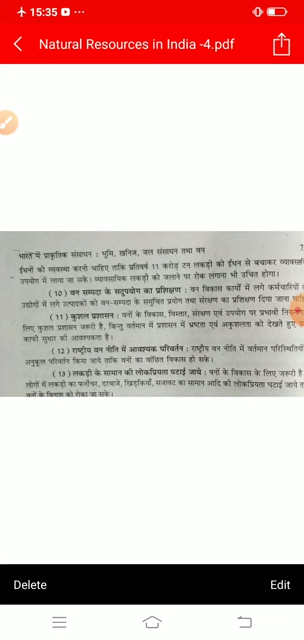 15:35
Natural Resources in India -4.pdf
भारत में प्राकृतिक संसाधन : भूमि, खनिज, जल संसाधन तथा वन 7
ईंधनों को व्यवस्था करनी चाहिए ताकि प्रतिवर्ष 11 करोड़ टन लकड़ी को ईंधन से बचाकर व्यावसायि
उपयोग में लाया जा सके। व्यावसायिक लकड़ी को जलाने पर रोक लगाना भी उचित होगा।
(10) वन सम्पदा के सदुपयोग का प्रशिक्षण : वन विकास कार्यों में लगे कर्मचारियों
उद्योगों में लगे उत्पादकों को वन-सम्पदा के समुचित प्रयोग तथा संरक्षण का प्रशिक्षण दिया जाना
(11) कुशल प्रशासन : वनों के विकास, विस्तार, संरक्षण एवं उपयोग पर प्रभावी
लिए कुशल प्रशासन जरूरी है, किन्तु वर्तमान में प्रशासन में भ्रष्टता एवं अकुशलता को देखते हुए
काफी सुधार की आवश्यकता है।
(12) राष्ट्रीय वन नीति में आवश्यक परिवर्तन : राष्ट्रीय वन नीति में वर्तमान परिस्थितियों
अनुकूल परिवर्तन किया जाये ताकि वनों का वांछित विकास हो सके।
(13) लकड़ी के सामान की लोकप्रियता घटाई जाये : वनों के विकास के लिए जरूरी है
लोगों में लकड़ी का फर्नीचर, दरवाजे, खिड़कियाँ, सजावट का सामान आदि की लोकप्रियता घटाई जाये
वनों के विनाश को रोका जा सके।
Delete
Edit